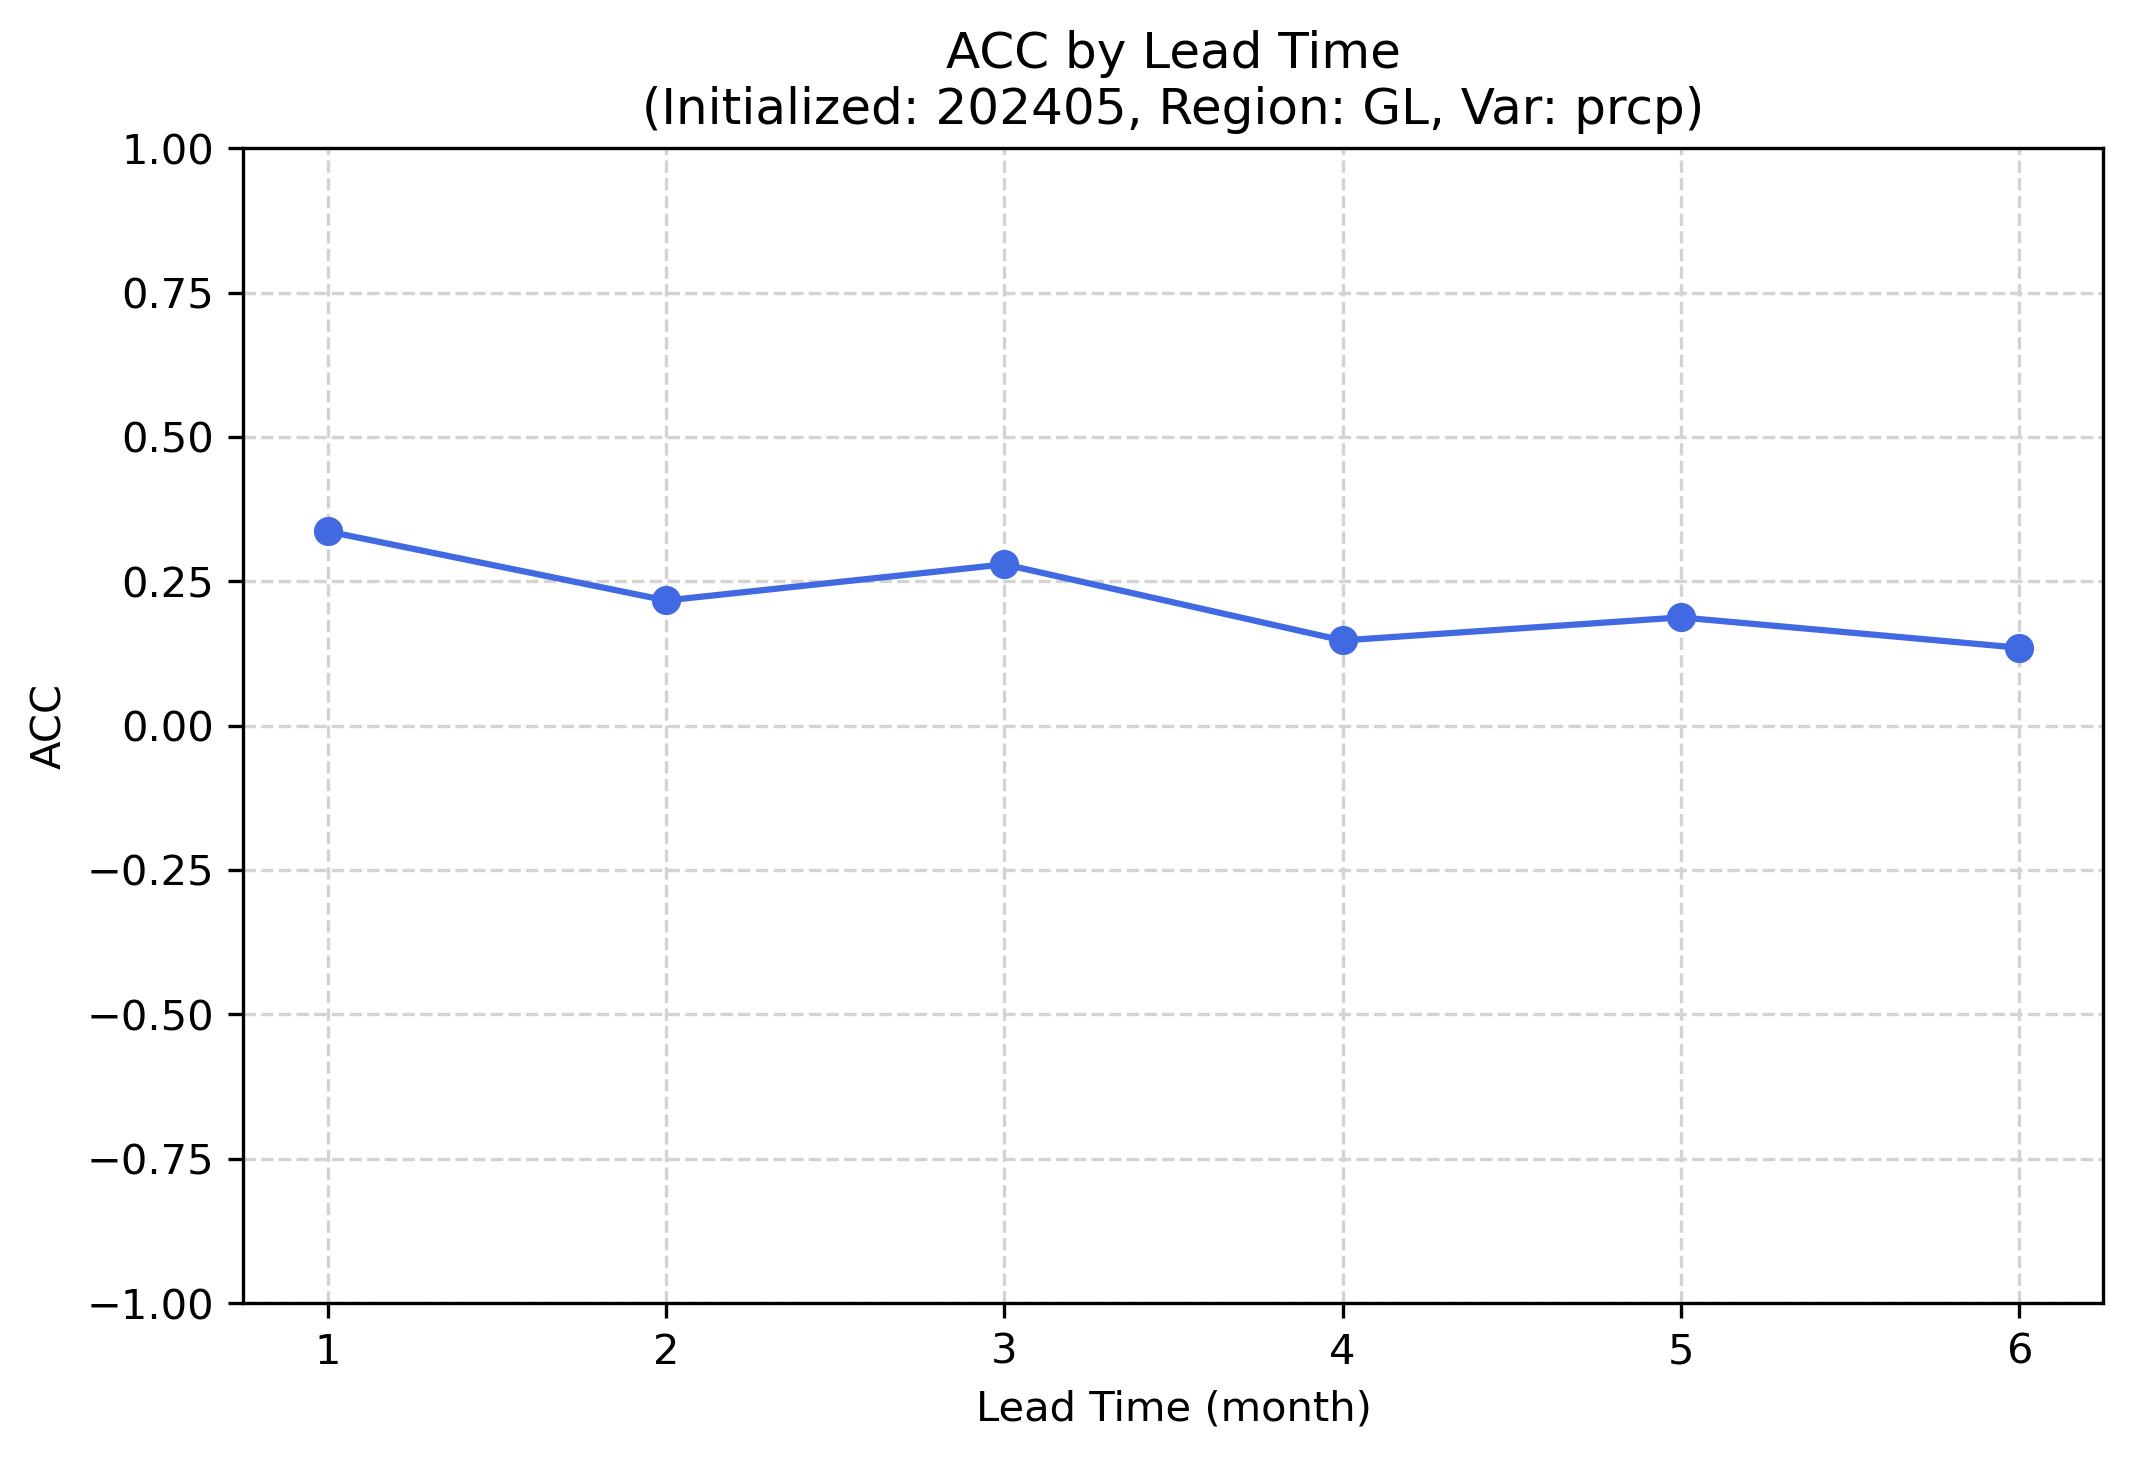 ACC by Lead Time
(Initialized: 202405, Region: GL, Var: prcp)
1.00
0.75
0.50
0.25
0.00
−0.25
−0.50
−0.75
−1.00
ACC
1 2 3 4 5 6
Lead Time (month)